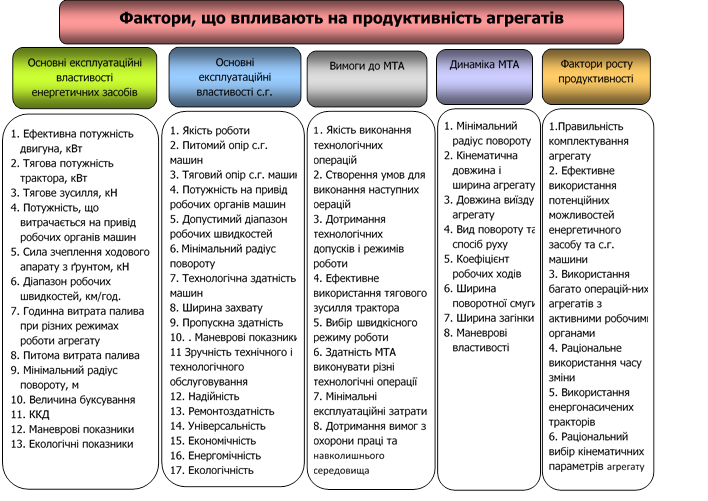 Фактори, що впливають на продуктивність агрегатів
Основні експлуатаційні
властивості
енергетичних засобів
1. Ефективна потужність
двигуна, кВт
2. Тягова потужність
трактора, кВт
3. Тягове зусилля, кН
4. Потужність, що
витрачається на привід
робочих органів машин
5. Сила зчеплення ходового
апарату з ґрунтом, кН
6. Діапазон робочих
швидкостей, км/год.
7. Годинна витрата палива
при різних режимах
роботи агрегату
8. Питома витрата палива
9. Мінімальний радіус
повороту, м
10. Величина буксування
11. ККД
12. Маневрові показники
13. Екологічні показники
Основні
експлуатаційні
властивості с.г.
1. Якість роботи
2. Питомий опір с.г.
машин
3. Тяговий опір с.г. машин
4. Потужність на привід
робочих органів машин
5. Допустимий діапазон
робочих швидкостей
6. Мінімальний радіус
повороту
7. Технологічна здатність
машин
8. Ширина захвату
9. Пропускна здатність
10. . Маневрові показники
11 Зручність технічного і
технологічного
обслуговування
12. Надійність
13. Ремонтоздатність
14. Універсальність
15. Економічність
16. Енергомічність
17. Екологічність
Вимоги до МТА
1. Якість виконання
технологічних
операцій
2. Створення умов для
виконання наступних
оерацій
3. Дотримання
технологічних
допусків і режимів
роботи
4. Ефективне
використання тягового
зусилля трактора
5. Вибір швидкісного
режиму роботи
6. Здатність МТА
виконувати різні
технологічні операції
7. Мінімальні
експлуатаційні затрати
8. Дотримання вимог з
охорони праці та
навколишнього
середовища
Динаміка МТА
1. Мінімальний
радіус повороту
2. Кінематична
довжина і
ширина агрегату
3. Довжина виїзду
агрегату
4. Вид повороту та
спосіб руху
5. Коефіцієнт
робочих ходів
6. Ширина
поворотної смуги
7. Ширина загінки
8. Маневрові
властивості
Фактори росту
продуктивності
1.Правильність
комплектування
агрегату
2. Ефективне
використання
потенційних
можливостей
енергетичного
засобу та с.г.
машини
3. Використання
багато операцій-них
агрегатів з
активними робочими
органами
4. Раціональне
використання часу
зміни
5. Використання
енергонасичених
тракторів
6. Раціональний
вибір кінематичних
параметрів агрегату